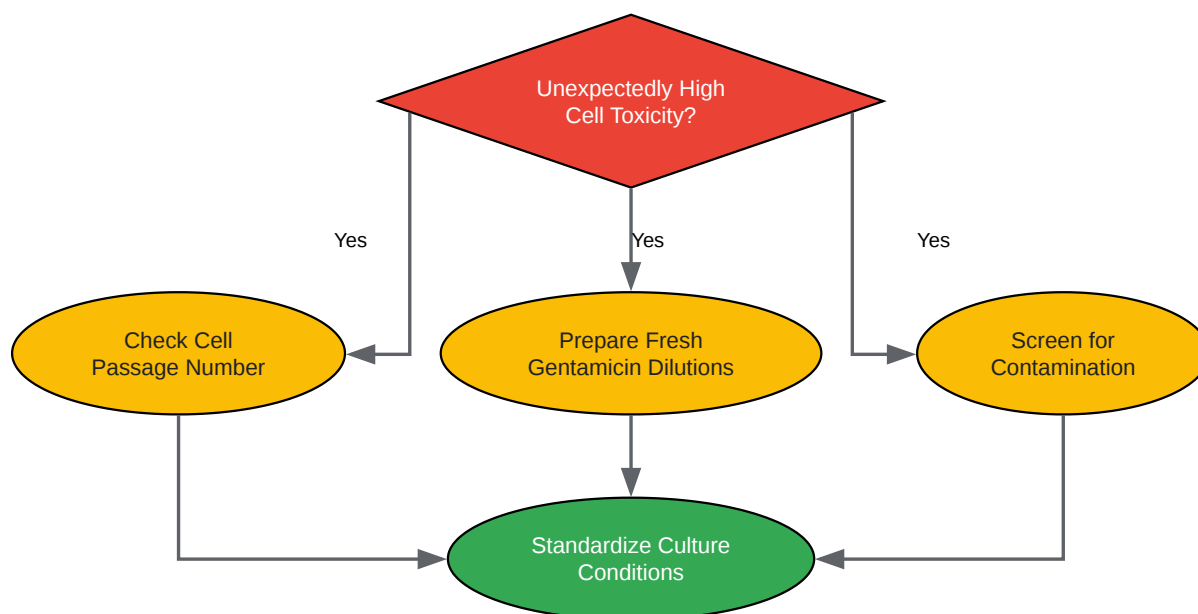 Unexpectedly High
Cell Toxicity?
Yes
Yes
Yes
Check Cell
Passage Number
Prepare Fresh
Gentamicin Dilutions
Screen for
Contamination
Standardize Culture
Conditions